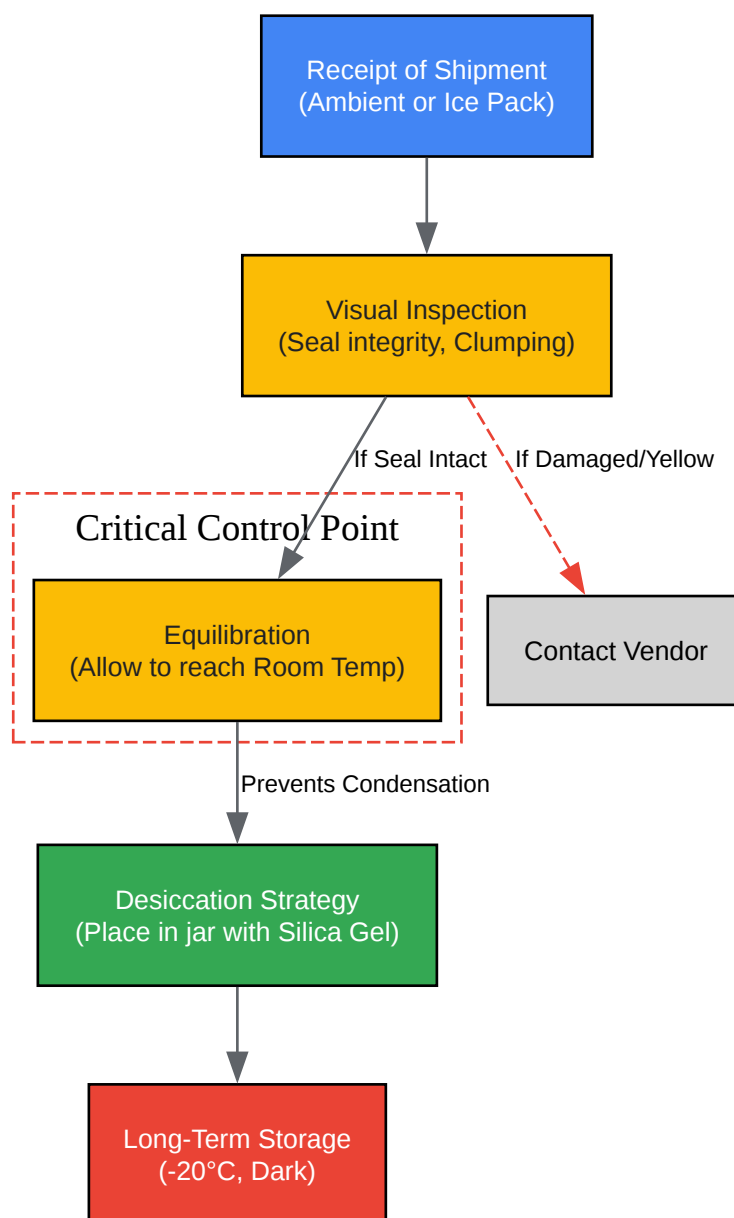 Receipt of Shipment
(Ambient or Ice Pack)
Visual Inspection
(Seal integrity, Clumping)
If Seal Intact
If Damaged/Yellow
Critical Control Point
Equilibration
(Allow to reach Room Temp)
Contact Vendor
Prevents Condensation
Desiccation Strategy
(Place in jar with Silica Gel)
Long-Term Storage
(-20°C, Dark)